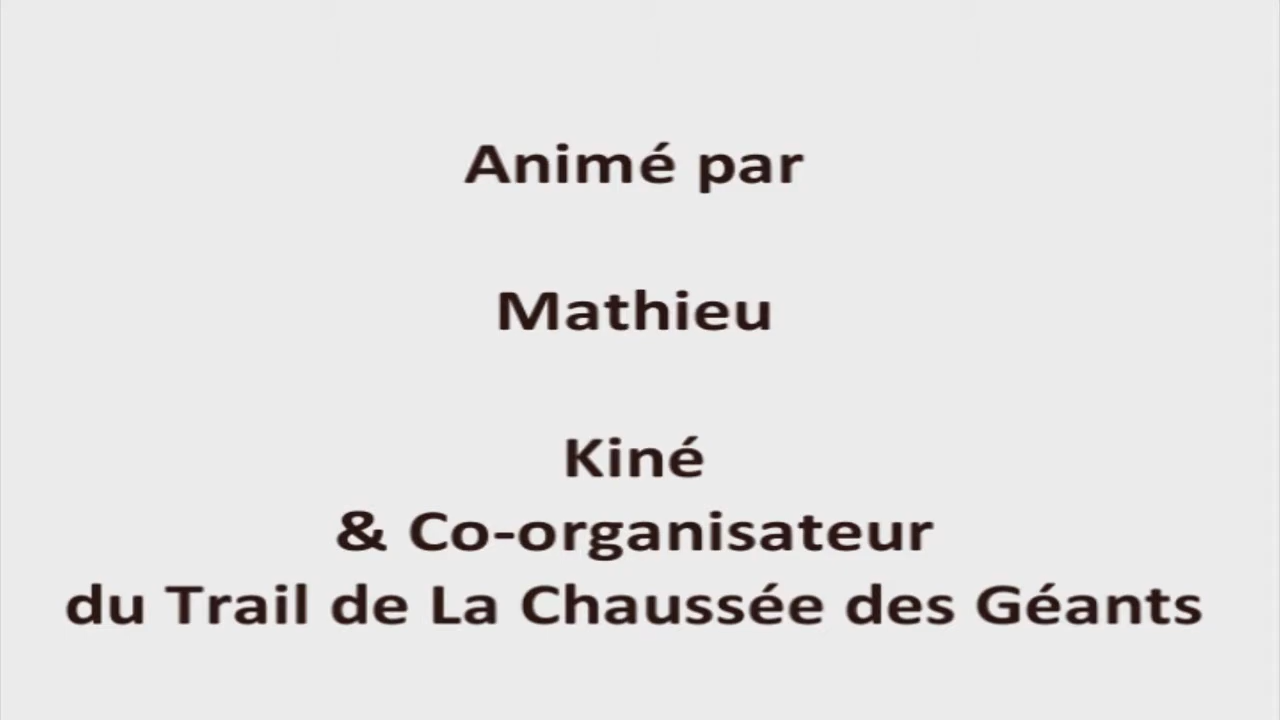 Animé par
Mathieu
Kiné
& Co-organisateur
du Trail de La Chaussée des Géants